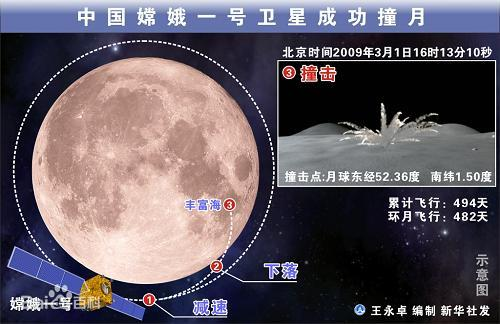 中国嫦娥一号卫星成功撞月
北京时间2009年3月1日16时13分10秒
③ 撞击
撞击点:月球东经52.36度 南纬1.50度
累计飞行:494天
环月飞行:482天
丰富海 ③
② 下落
① 减速
嫦娥一号
Bai 百科
示意图
王永卓 编制 新华社发